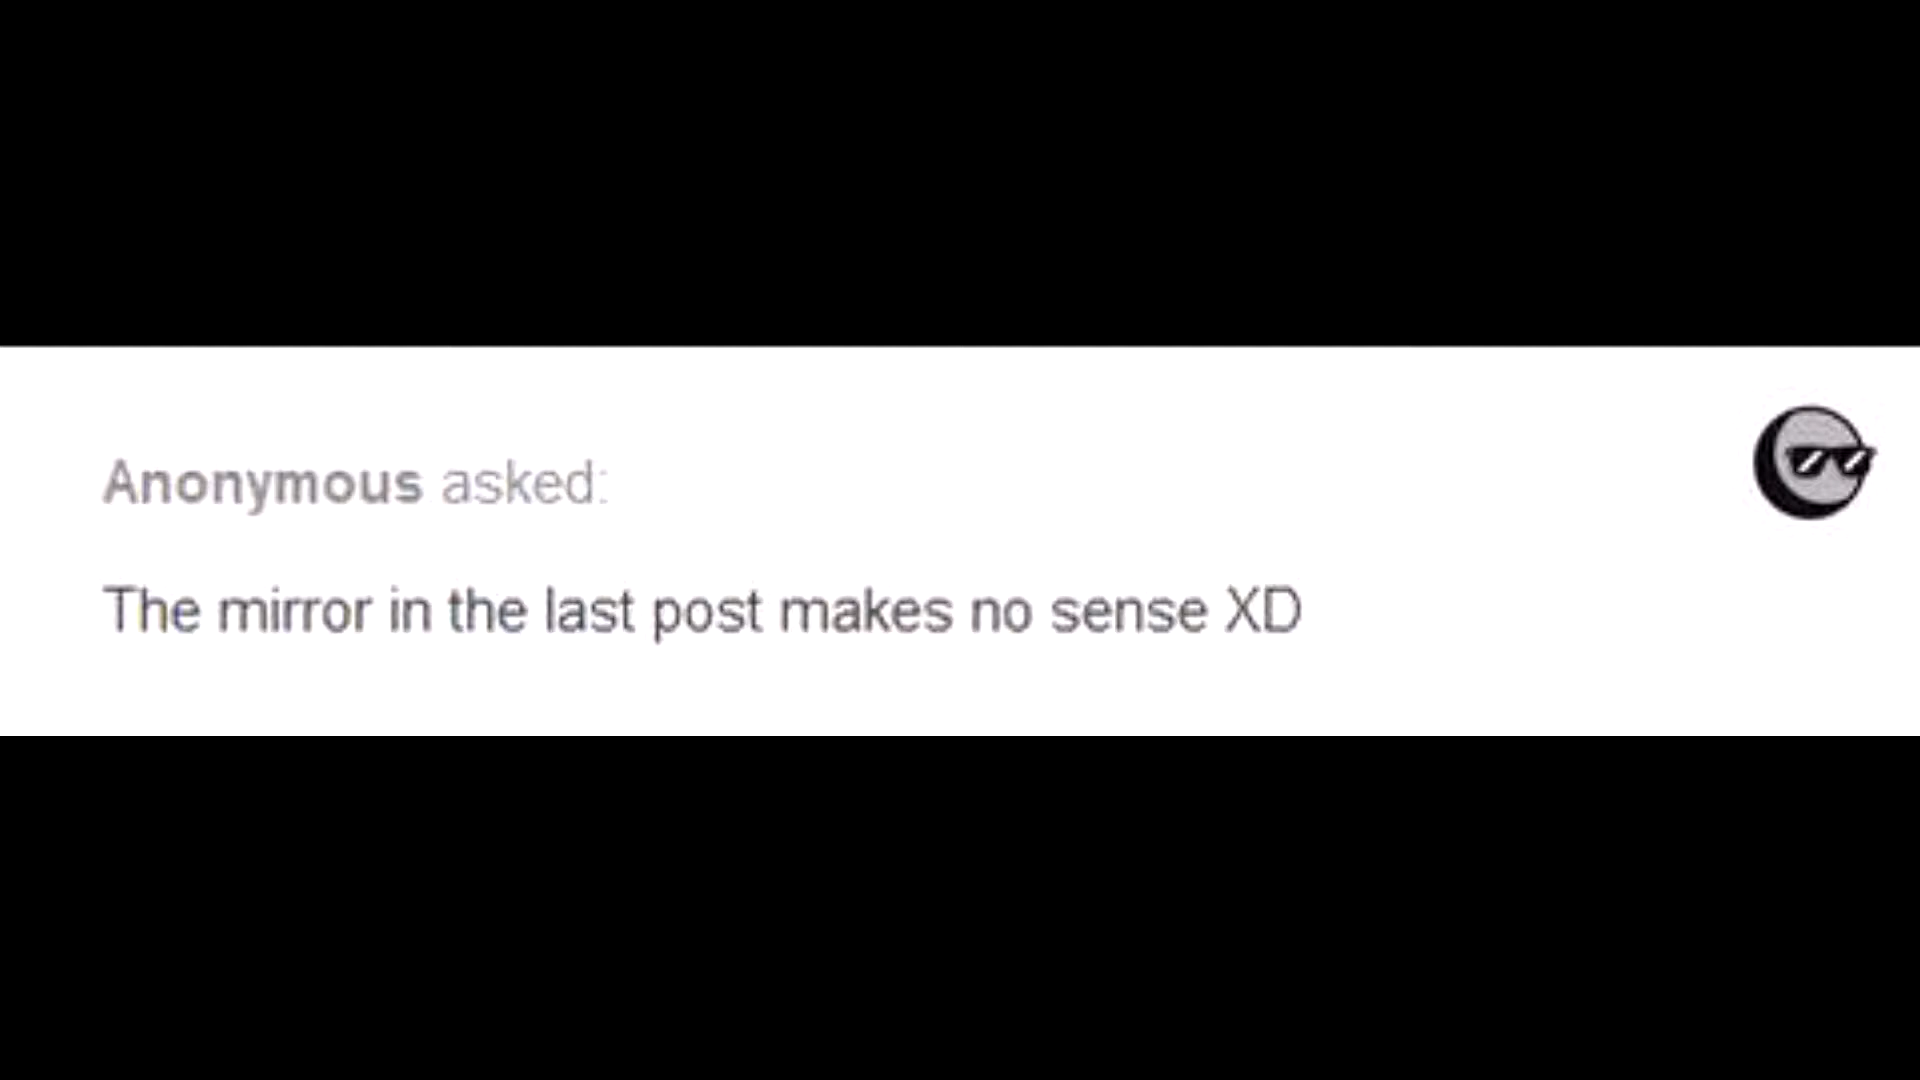 Anonymous asked:
The mirror in the last post makes no sense XD